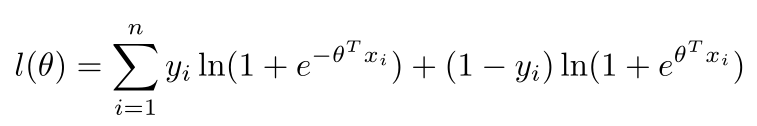 l(θ) = ∑_{i=1}^{n} y_i ln(1 + e^{−θ^T x_i}) + (1 − y_i) ln(1 + e^{θ^T x_i})